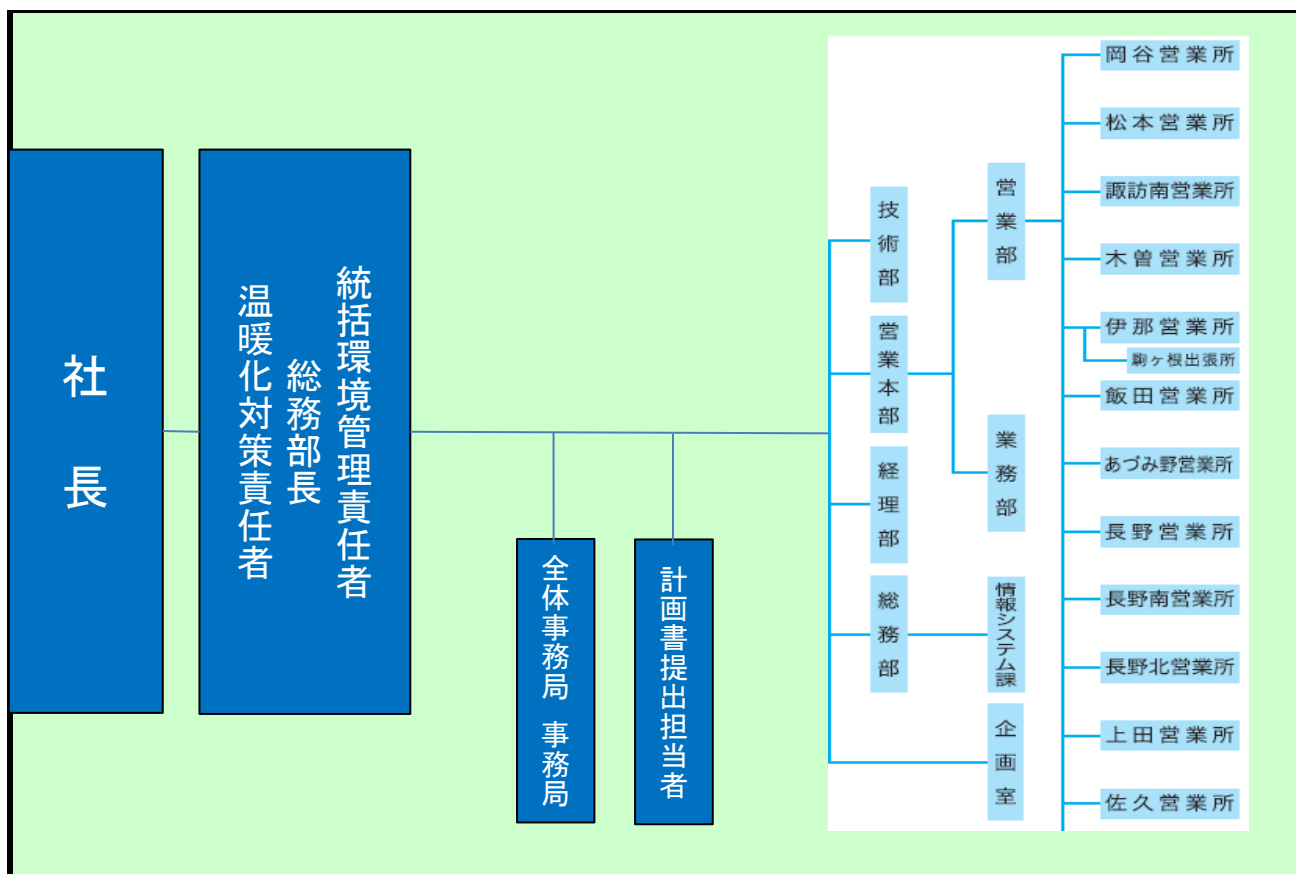 社長
統括環境管理責任者
総務部長
温暖化対策責任者
全体事務局 事務局
計画書提出担当者
技術部
営業本部
経理部
総務部
営業部
業務部
情報システム課
企画室
岡谷営業所
松本営業所
諏訪南営業所
木曽営業所
伊那営業所
駒ヶ根出張所
飯田営業所
あづみ野営業所
長野営業所
長野南営業所
長野北営業所
上田営業所
佐久営業所